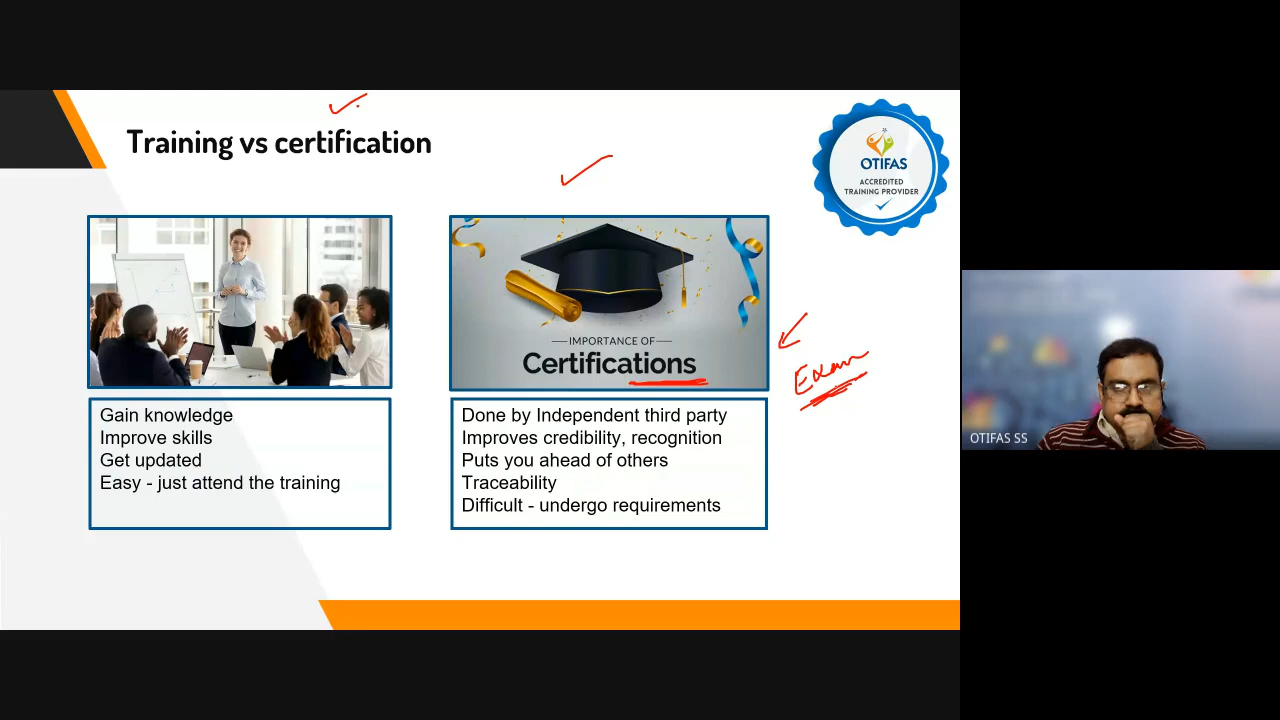 Training vs certification
OTIFAS
ACCREDITED
TRAINING PROVIDER
IMPORTANCE OF
Certifications
Exam
Gain knowledge
Improve skills
Get updated
Easy - just attend the training
Done by Independent third party
Improves credibility, recognition
Puts you ahead of others
Traceability
Difficult - undergo requirements
OTIFAS SS